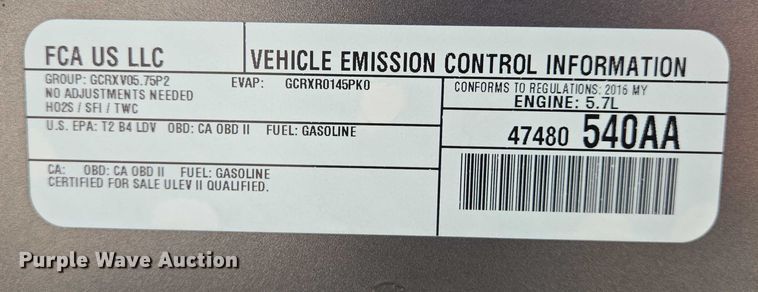 FCA US LLC
VEHICLE EMISSION CONTROL INFORMATION
GROUP: GCRXV05.75P2 EVAP: GCRXR0145PK0
NO ADJUSTMENTS NEEDED
HO2S / SFI / TWC
CONFORMS TO REGULATIONS: 2016 MY
ENGINE: 5.7L
U.S. EPA: T2 B4 LDV OBD: CA OBD II FUEL: GASOLINE
47480 540AA
CA: OBD: CA OBD II FUEL: GASOLINE
CERTIFIED FOR SALE ULEV II QUALIFIED.
Purple Wave Auction